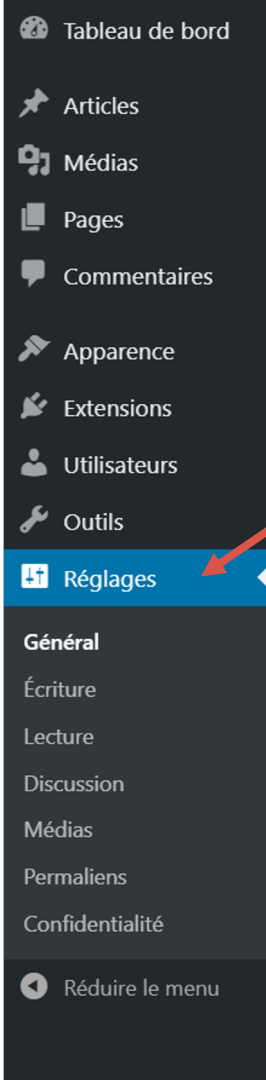 Tableau de bord
Articles
Médias
Pages
Commentaires
Apparence
Extensions
Utilisateurs
Outils
Réglages
Général
Écriture
Lecture
Discussion
Médias
Permaliens
Confidentialité
Réduire le menu